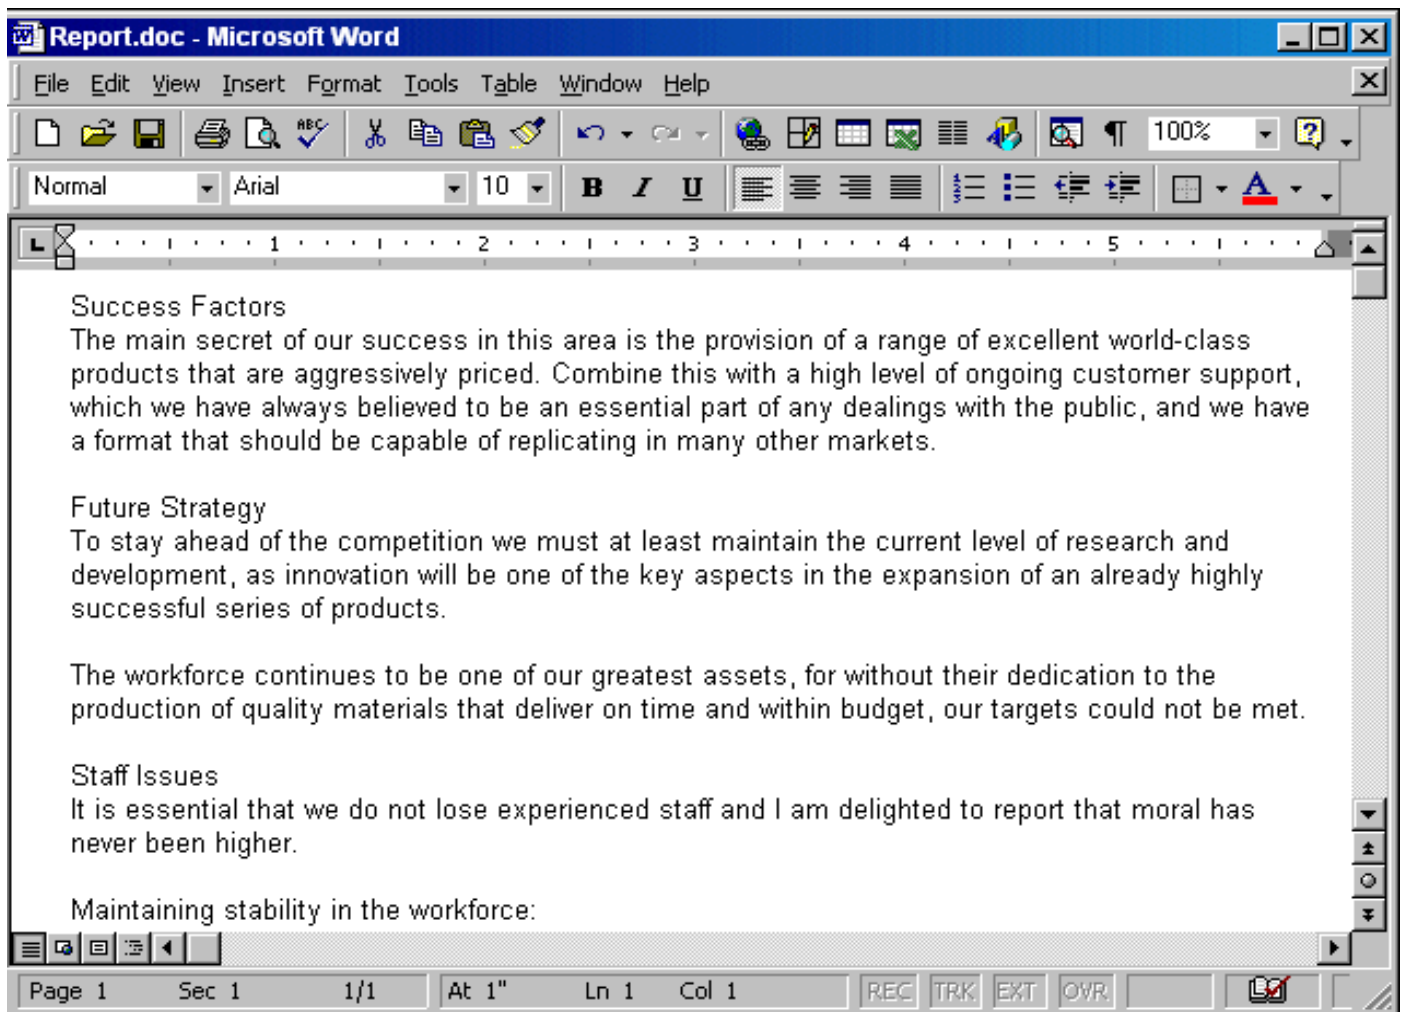 Report.doc - Microsoft Word
File Edit View Insert Format Tools Table Window Help
ABC 100%
Normal Arial 10 B I U A
1 2 3 4 5
Success Factors
The main secret of our success in this area is the provision of a range of excellent world-class
products that are aggressively priced. Combine this with a high level of ongoing customer support,
which we have always believed to be an essential part of any dealings with the public, and we have
a format that should be capable of replicating in many other markets.
Future Strategy
To stay ahead of the competition we must at least maintain the current level of research and
development, as innovation will be one of the key aspects in the expansion of an already highly
successful series of products.
The workforce continues to be one of our greatest assets, for without their dedication to the
production of quality materials that deliver on time and within budget, our targets could not be met.
Staff Issues
It is essential that we do not lose experienced staff and I am delighted to report that moral has
never been higher.
Maintaining stability in the workforce:
Page 1 Sec 1 1/1 At 1" Ln 1 Col 1 REC TRK EXT OVR